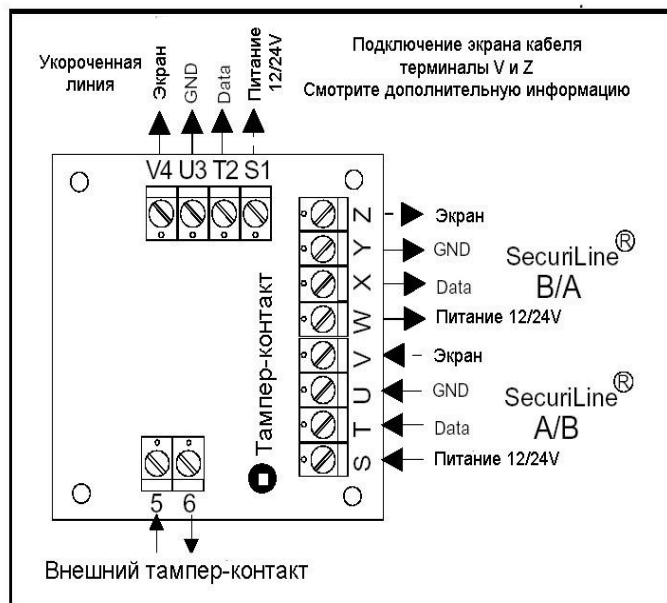 Укороченная
линия
Экран
GND
Data
Питание
12/24V
Подключение экрана кабеля
терминалы V и Z
Смотрите дополнительную информацию
V4 U3 T2 S1
Z
Экран
Y
GND
X
Data
W
Питание 12/24V
SecuriLine®
B/A
V
Экран
U
GND
T
Data
S
Питание 12/24V
SecuriLine®
A/B
Тампер-контакт
5 6
Внешний тампер-контакт